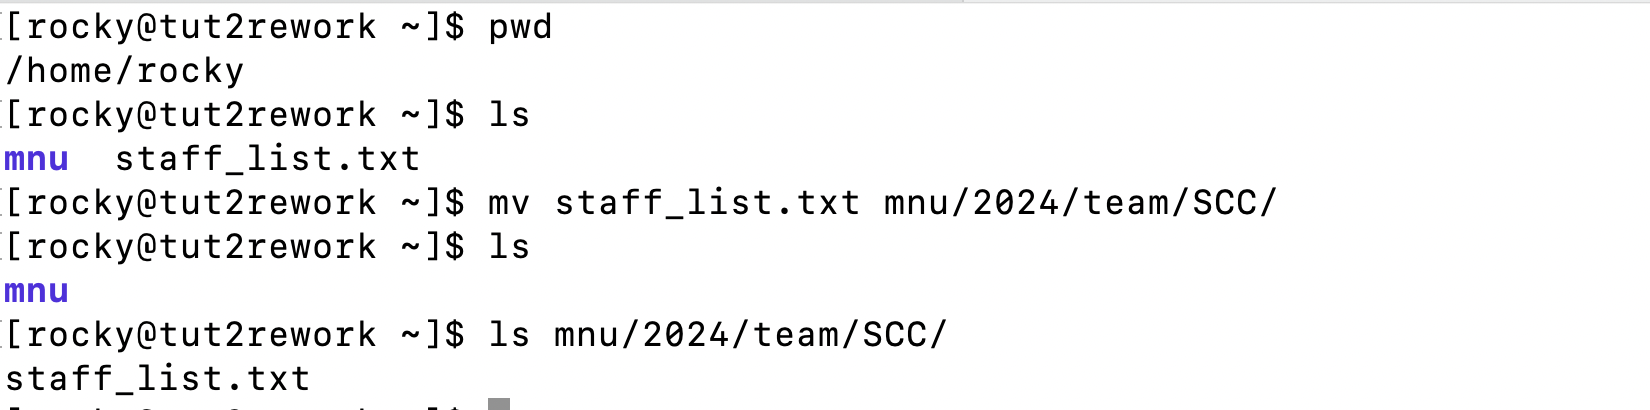 [rocky@tut2rework ~]$ pwd
/home/rocky
[rocky@tut2rework ~]$ ls
mnu  staff_list.txt
[rocky@tut2rework ~]$ mv staff_list.txt mnu/2024/team/SCC/
[rocky@tut2rework ~]$ ls
mnu
[rocky@tut2rework ~]$ ls mnu/2024/team/SCC/
staff_list.txt